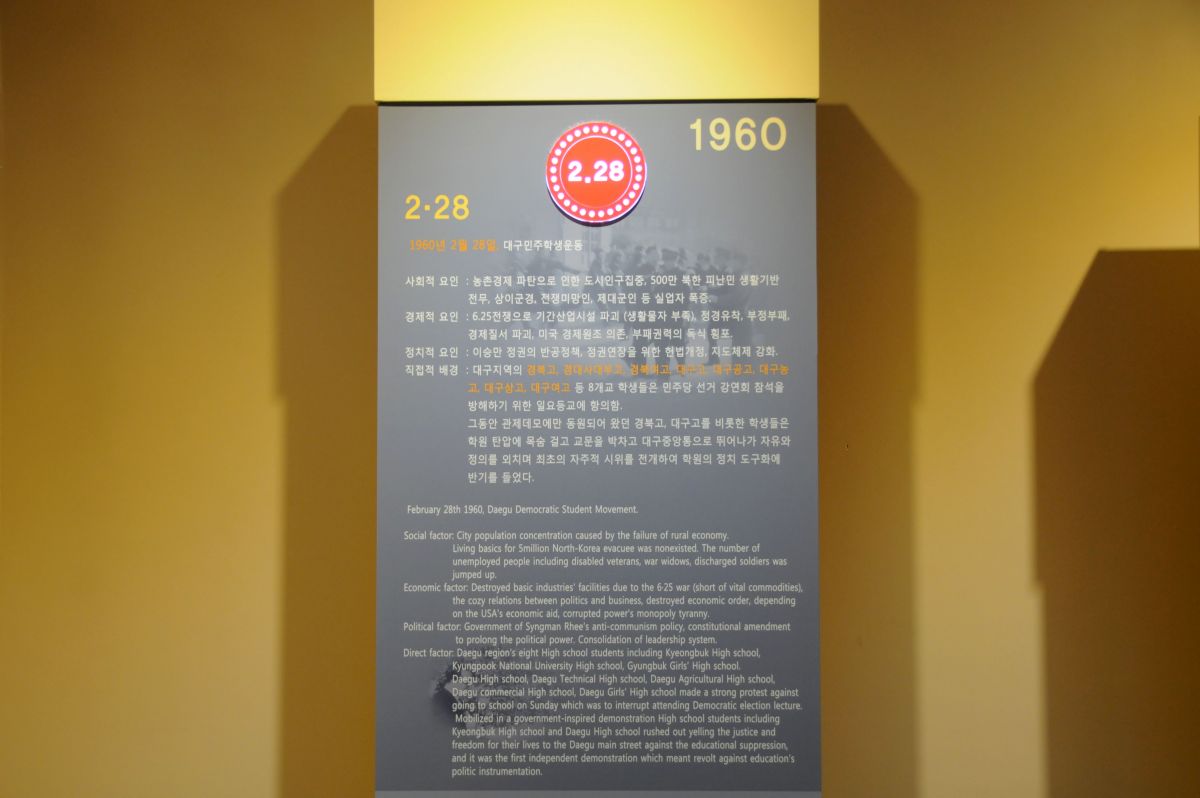 1960
2.28
2·28
1960년 2월 28일, 대구민주학생운동
사회적 요인 : 농촌경제 파탄으로 인한 도시인구집중, 500만 북한 피난민 생활기반
전무, 상이군경, 전쟁미망인, 제대군인 등 실업자 폭증.
경제적 요인 : 6.25전쟁으로 기간산업시설 파괴 (생활물자 부족), 정경유착, 부정부패,
경제질서 파괴, 미국 경제원조 의존, 부패권력의 독식 횡포.
정치적 요인 : 이승만 정권의 반공정책, 정권연장을 위한 헌법개정, 지도체제 강화.
직접적 배경 : 대구지역의 경북고, 경대사대부고, 경북여고, 대구고, 대구공고, 대구농
고, 대구상고, 대구여고 등 8개교 학생들은 민주당 선거 강연회 참석을
방해하기 위한 일요등교에 항의함.
그동안 관제데모에만 동원되어 왔던 경북고, 대구고를 비롯한 학생들은
학원 탄압에 목숨 걸고 교문을 박차고 대구중앙통으로 뛰어나가 자유와
정의를 외치며 최초의 자주적 시위를 전개하여 학원의 정치 도구화에
반기를 들었다.
February 28th 1960, Daegu Democratic Student Movement.
Social factor: City population concentration caused by the failure of rural economy.
Living basics for 5million North-Korea evacuee was nonexisted. The number of
unemployed people including disabled veterans, war widows, discharged soldiers was
jumped up.
Economic factor: Destroyed basic industries' facilities due to the 6·25 war (short of vital commodities),
the cozy relations between politics and business, destroyed economic order, depending
on the USA's economic aid, corrupted power's monopoly tyranny.
Political factor: Government of Syngman Rhee's anti-communism policy, constitutional amendment
to prolong the political power. Consolidation of leadership system.
Direct factor: Daegu region's eight High school students including Kyeongbuk High school,
Kyungpook National University High school, Gyungbuk Girls' High school.
Daegu High school, Daegu Technical High school, Daegu Agricultural High school,
Daegu commercial High school, Daegu Girls' High school made a strong protest against
going to school on Sunday which was to interrupt attending Democratic election lecture.
Mobilized in a government-inspired demonstration High school students including
Kyeongbuk High school and Daegu High school rushed out yelling the justice and
freedom for their lives to the Daegu main street against the educational suppression,
and it was the first independent demonstration which meant revolt against education's
politic instrumentation.